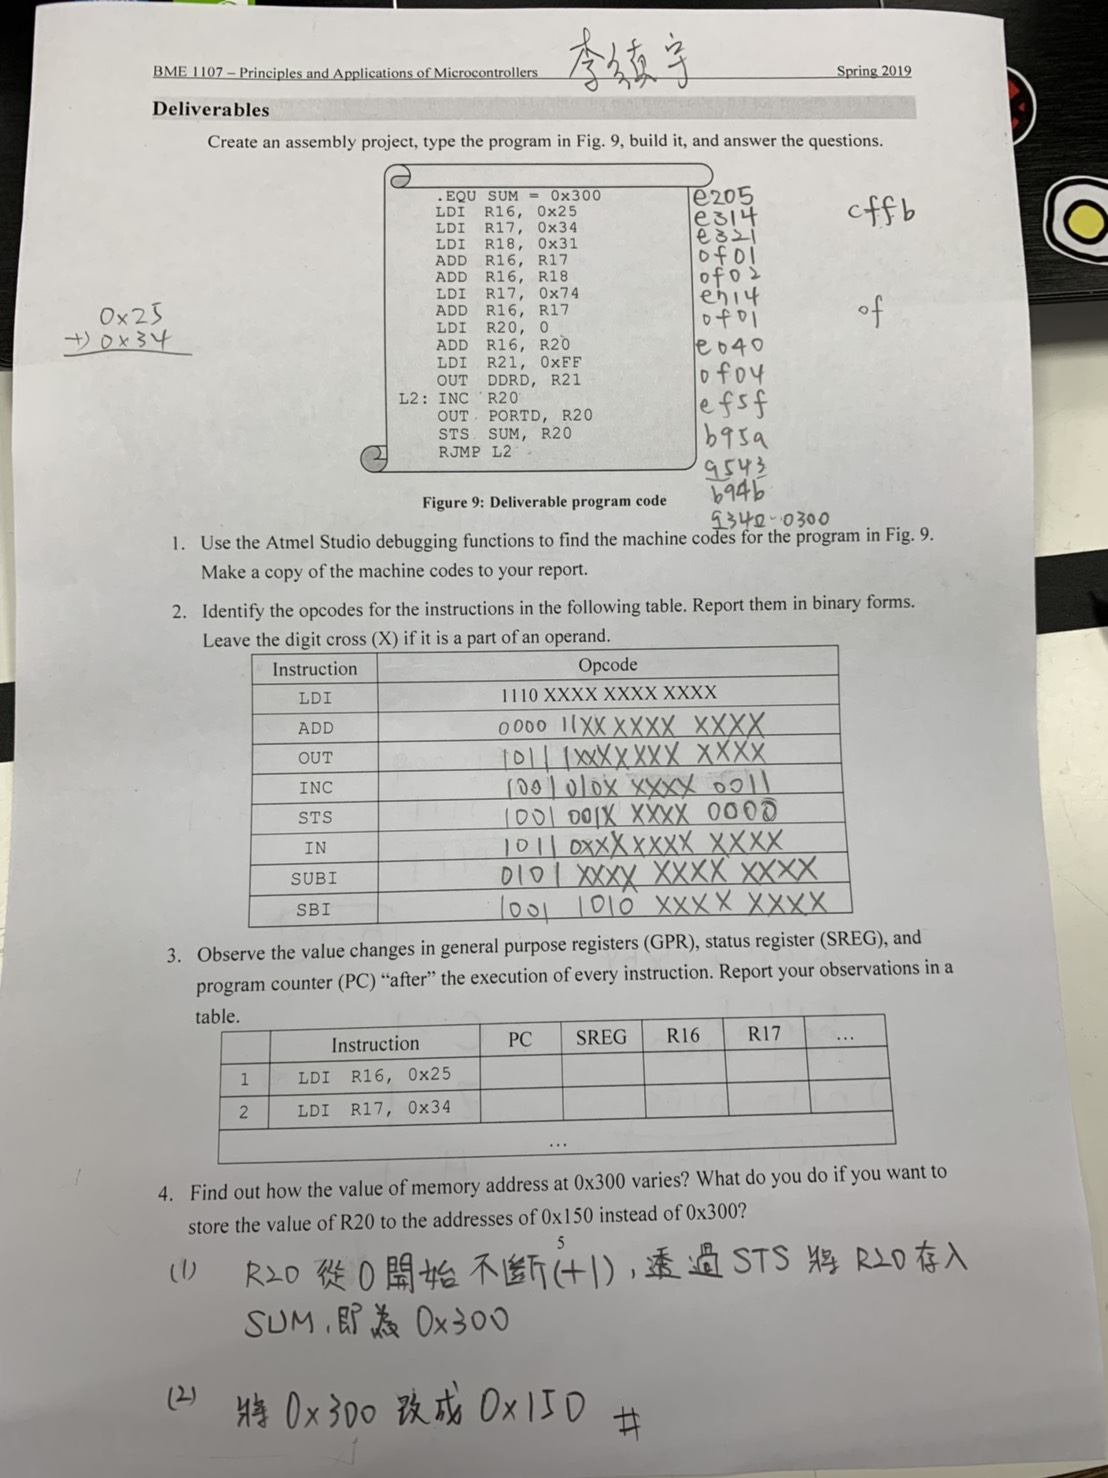 李縝宇
BME 1107 – Principles and Applications of Microcontrollers Spring 2019
Deliverables
Create an assembly project, type the program in Fig. 9, build it, and answer the questions.
.EQU SUM = 0x300 e205
LDI R16, 0x25 e314 cffb
LDI R17, 0x34 e321
LDI R18, 0x31 0f01
ADD R16, R17 0f02
ADD R16, R18 e714
LDI R17, 0x74 0f01 0f
ADD R16, R17 e040
LDI R20, 0 0f04
ADD R16, R20 ef5f
LDI R21, 0xFF b95a
OUT DDRD, R21 9543
L2: INC R20 b94b
OUT PORTD, R20 9340-0300
STS SUM, R20
RJMP L2
0x25
+) 0x34
Figure 9: Deliverable program code
1. Use the Atmel Studio debugging functions to find the machine codes for the program in Fig. 9.
Make a copy of the machine codes to your report.
2. Identify the opcodes for the instructions in the following table. Report them in binary forms.
Leave the digit cross (X) if it is a part of an operand.
Instruction Opcode
LDI 1110 XXXX XXXX XXXX
ADD 0000 11XX XXXX XXXX
OUT 1011 1XXX XXXX XXXX
INC 1001 010X XXXX 0011
STS 1001 001X XXXX 0000
IN 1011 0XXX XXXX XXXX
SUBI 0101 XXXX XXXX XXXX
SBI 1001 1010 XXXX XXXX
3. Observe the value changes in general purpose registers (GPR), status register (SREG), and
program counter (PC) “after” the execution of every instruction. Report your observations in a
table.
Instruction PC SREG R16 R17 ...
1 LDI R16, 0x25
2 LDI R17, 0x34
...
4. Find out how the value of memory address at 0x300 varies? What do you do if you want to
store the value of R20 to the addresses of 0x150 instead of 0x300?
5
(1) R20 從 0 開始不斷(+1), 透過 STS 將 R20 存入
SUM, 即為 0x300
(2) 將 0x300 改成 0x150 #